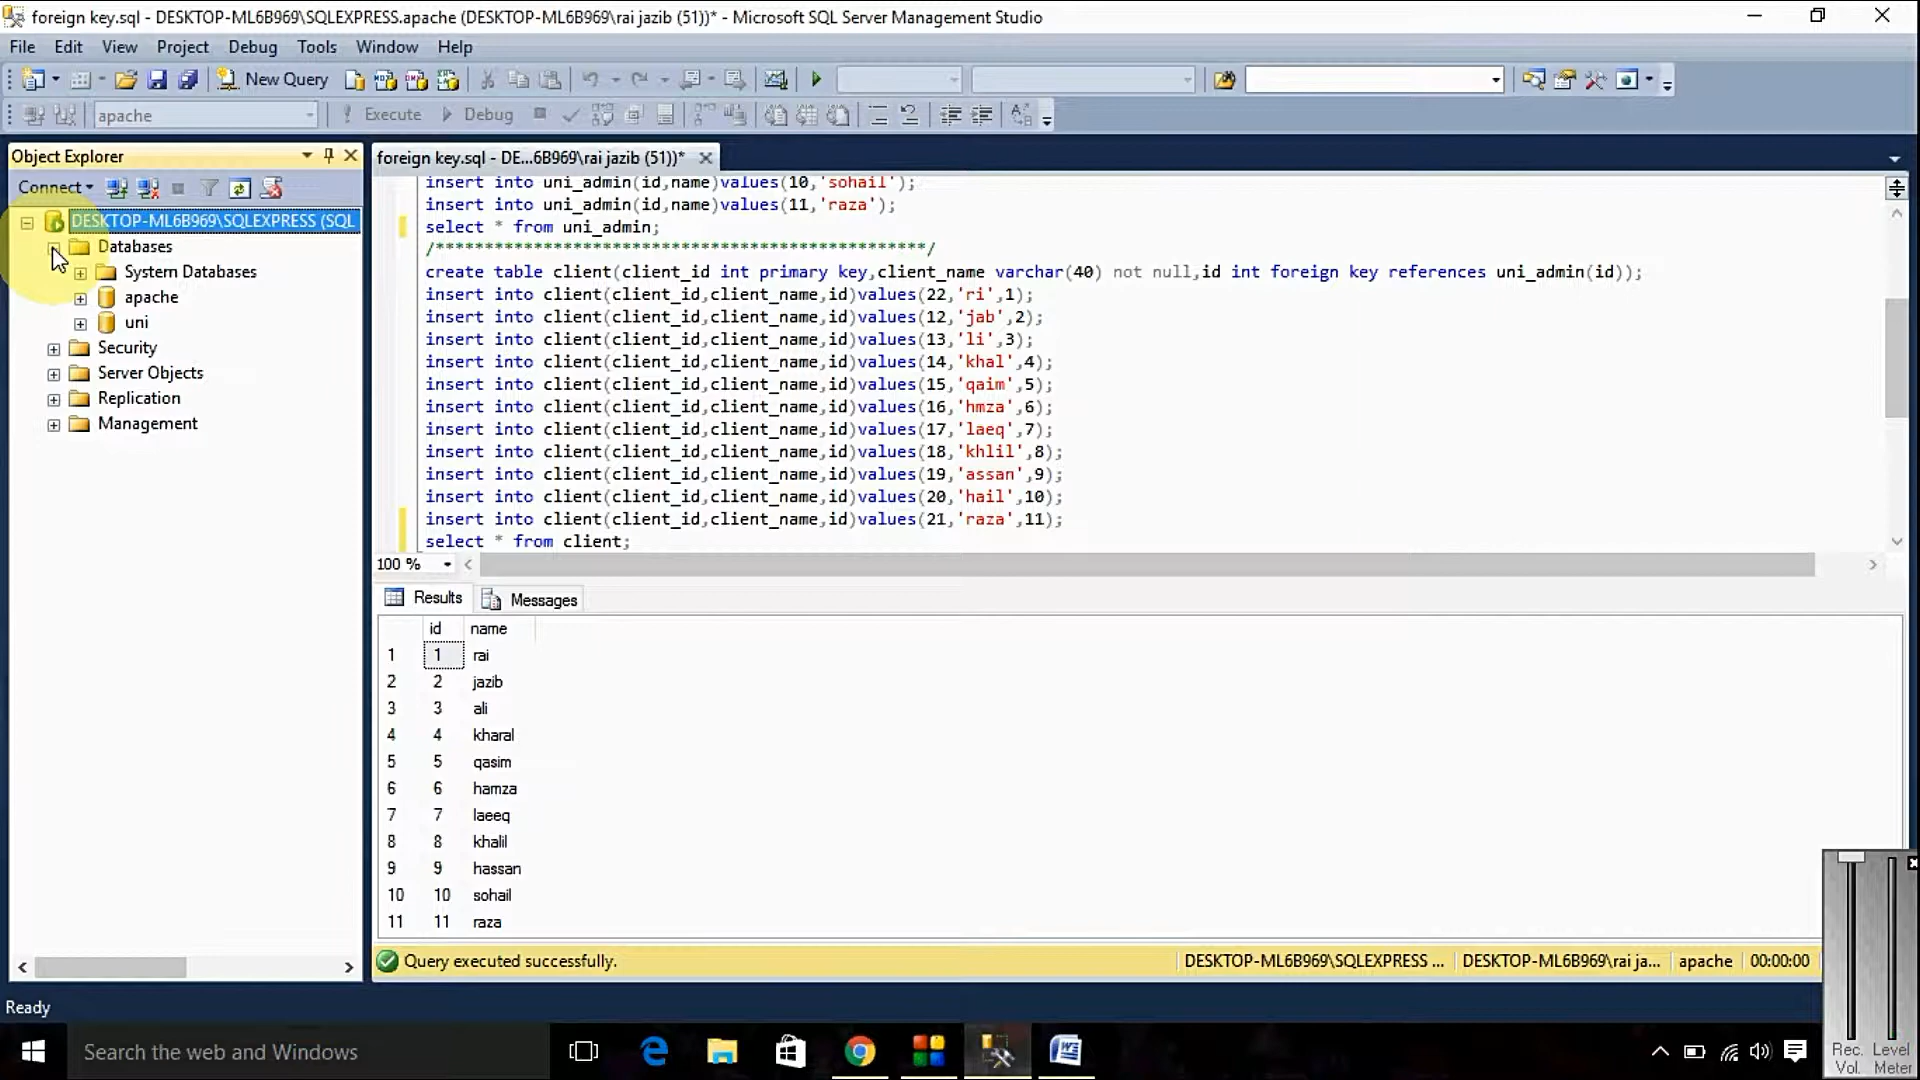 foreign key.sql - DESKTOP-ML6B969\SQLEXPRESS.apache (DESKTOP-ML6B969\rai jazib (51))* - Microsoft SQL Server Management Studio
File Edit View Project Debug Tools Window Help
New Query
apache Execute Debug
Object Explorer
Connect
DESKTOP-ML6B969\SQLEXPRESS (SQL
Databases
System Databases
apache
uni
Security
Server Objects
Replication
Management
foreign key.sql - DE...6B969\rai jazib (51))*
insert into uni_admin(id,name)values(10,'sohail');
insert into uni_admin(id,name)values(11,'raza');
select * from uni_admin;
/**************************************************/
create table client(client_id int primary key,client_name varchar(40) not null,id int foreign key references uni_admin(id));
insert into client(client_id,client_name,id)values(22,'ri',1);
insert into client(client_id,client_name,id)values(12,'jab',2);
insert into client(client_id,client_name,id)values(13,'li',3);
insert into client(client_id,client_name,id)values(14,'khal',4);
insert into client(client_id,client_name,id)values(15,'qaim',5);
insert into client(client_id,client_name,id)values(16,'hmza',6);
insert into client(client_id,client_name,id)values(17,'laeq',7);
insert into client(client_id,client_name,id)values(18,'khlil',8);
insert into client(client_id,client_name,id)values(19,'assan',9);
insert into client(client_id,client_name,id)values(20,'hail',10);
insert into client(client_id,client_name,id)values(21,'raza',11);
select * from client;
100 %
Results Messages
id name
1 1 rai
2 2 jazib
3 3 ali
4 4 kharal
5 5 qasim
6 6 hamza
7 7 laeeq
8 8 khalil
9 9 hassan
10 10 sohail
11 11 raza
Query executed successfully. DESKTOP-ML6B969\SQLEXPRESS ... DESKTOP-ML6B969\rai ja... apache 00:00:00
Ready
Search the web and Windows
Rec. Level
Vol. Meter